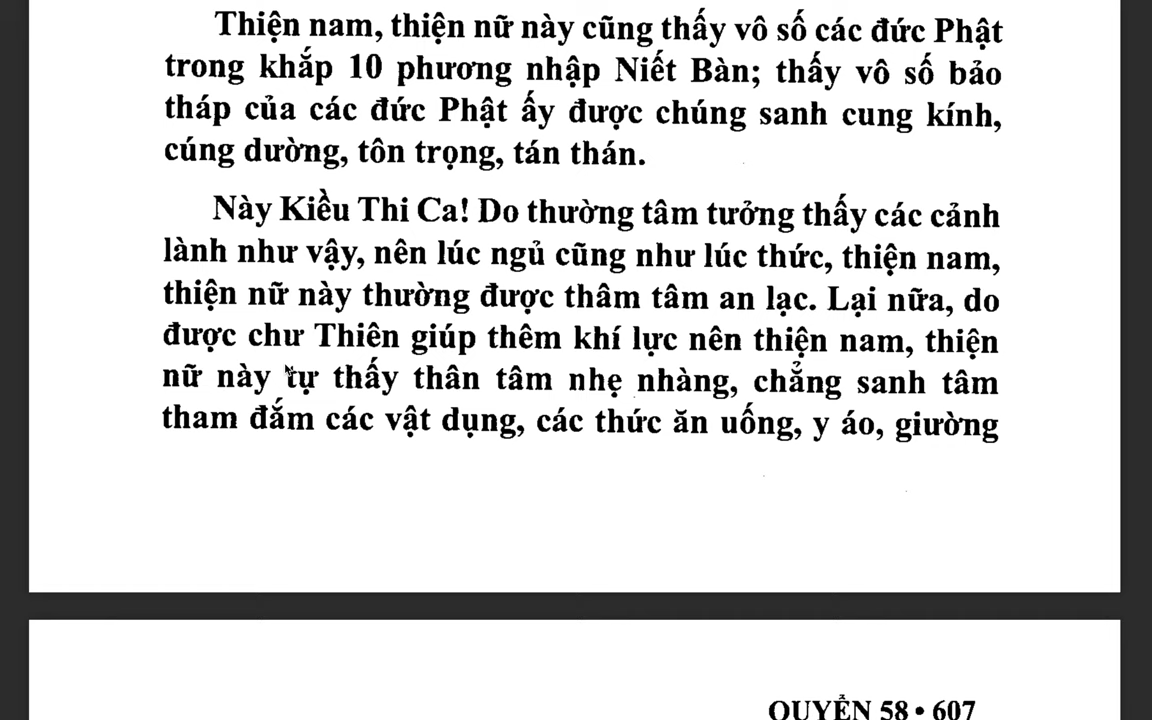 Thiện nam, thiện nữ này cũng thấy vô số các đức Phật
trong khắp 10 phương nhập Niết Bàn; thấy vô số bảo
tháp của các đức Phật ấy được chúng sanh cung kính,
cúng dường, tôn trọng, tán thán.
Này Kiều Thi Ca! Do thường tâm tưởng thấy các cảnh
lành như vậy, nên lúc ngủ cũng như lúc thức, thiện nam,
thiện nữ này thường được thâm tâm an lạc. Lại nữa, do
được chư Thiên giúp thêm khí lực nên thiện nam, thiện
nữ này tự thấy thân tâm nhẹ nhàng, chẳng sanh tâm
tham đắm các vật dụng, các thức ăn uống, y áo, giường
QUYỂN 58 • 607